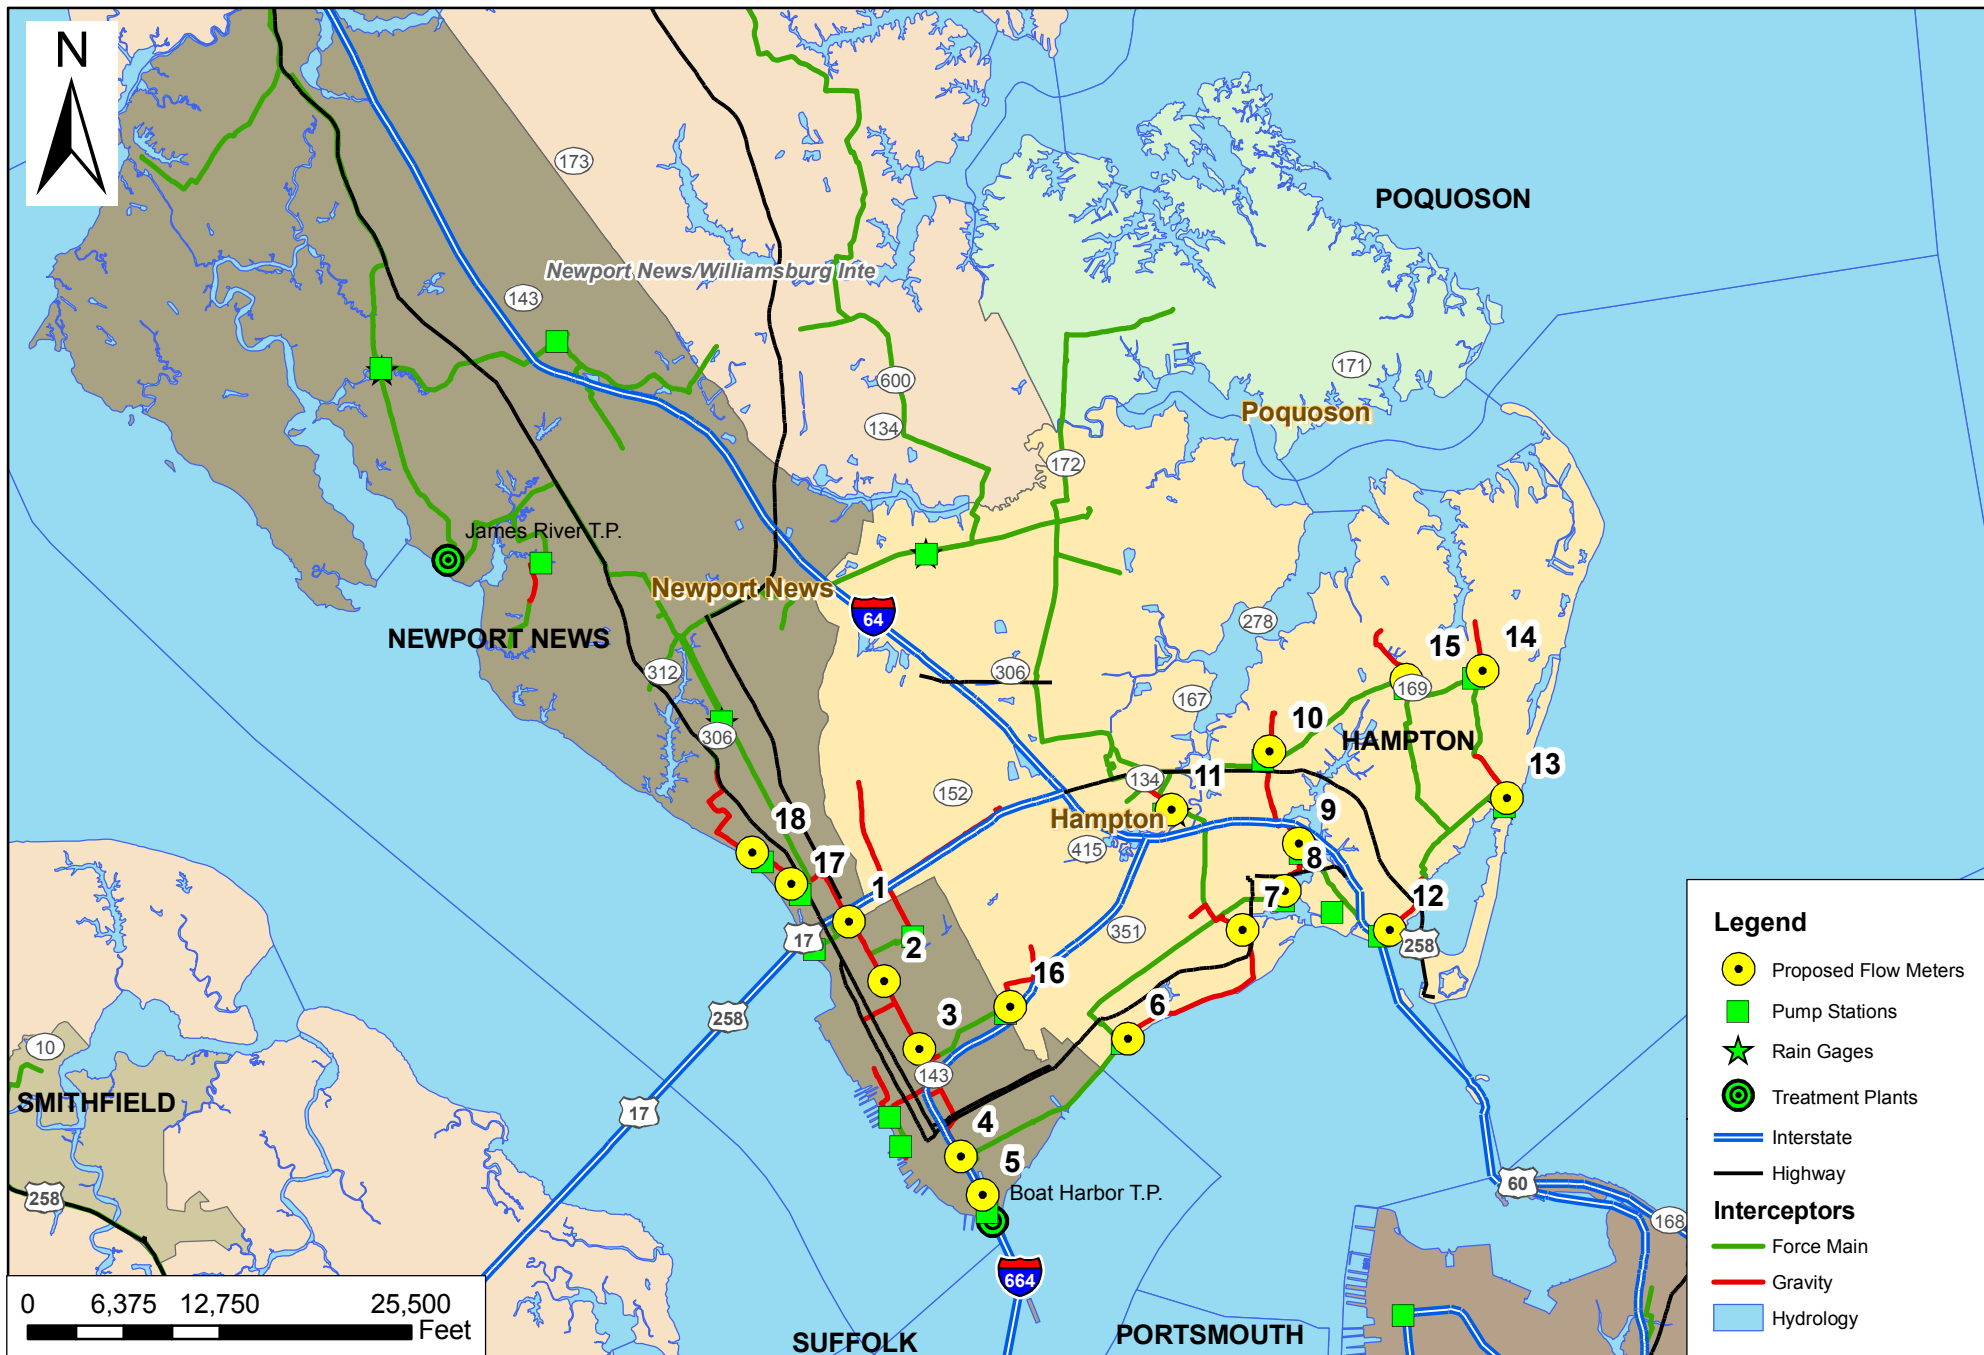 N
173
POQUOSON
Newport News/Williamsburg Inte
143
171
600
Poquoson
134
172
James River T.P.
Newport News
64
278
NEWPORT NEWS
15
14
312
306
169
167
306
10
HAMPTON
13
11
134
152
9
18
Hampton
415
8
17
1
7
12
17
2
351
258
16
258
3
6
10
143
SMITHFIELD
17
4
5
60
258
Boat Harbor T.P.
168
664
SUFFOLK
PORTSMOUTH
0 6,375 12,750 25,500
Feet
Legend
Proposed Flow Meters
Pump Stations
Rain Gages
Treatment Plants
Interstate
Highway
Interceptors
Force Main
Gravity
Hydrology